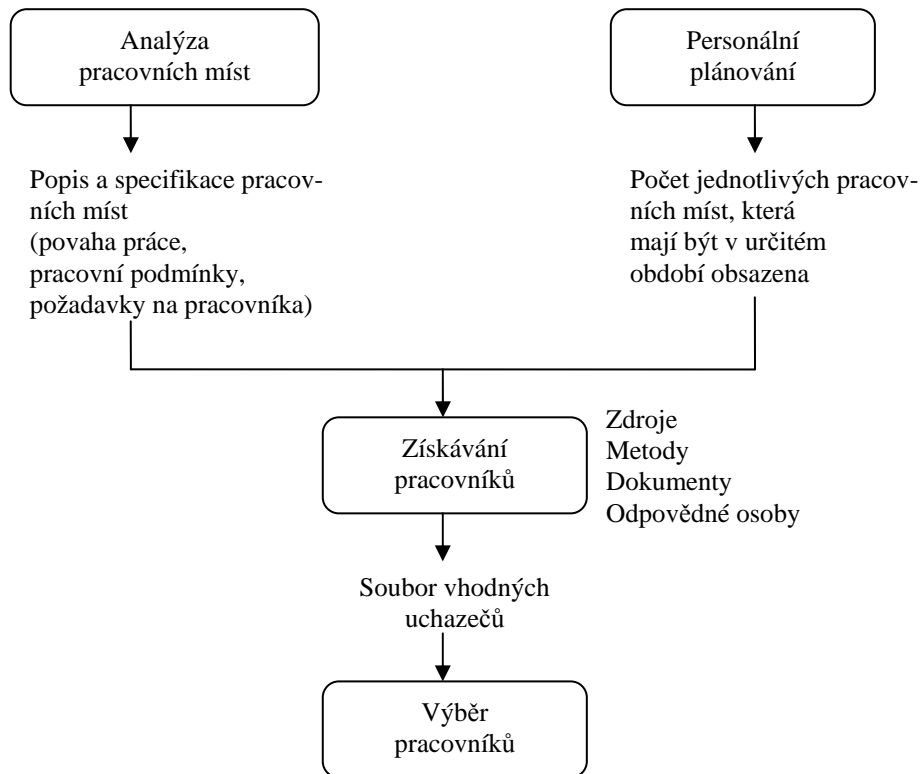 Analýza
pracovních míst
Personální
plánování
Popis a specifikace pracov-
ních míst
(povaha práce,
pracovní podmínky,
požadavky na pracovníka)
Počet jednotlivých pracov-
ních míst, která
mají být v určitém
období obsazena
Získávání
pracovníků
Zdroje
Metody
Dokumenty
Odpovědné osoby
Soubor vhodných
uchazečů
Výběr
pracovníků